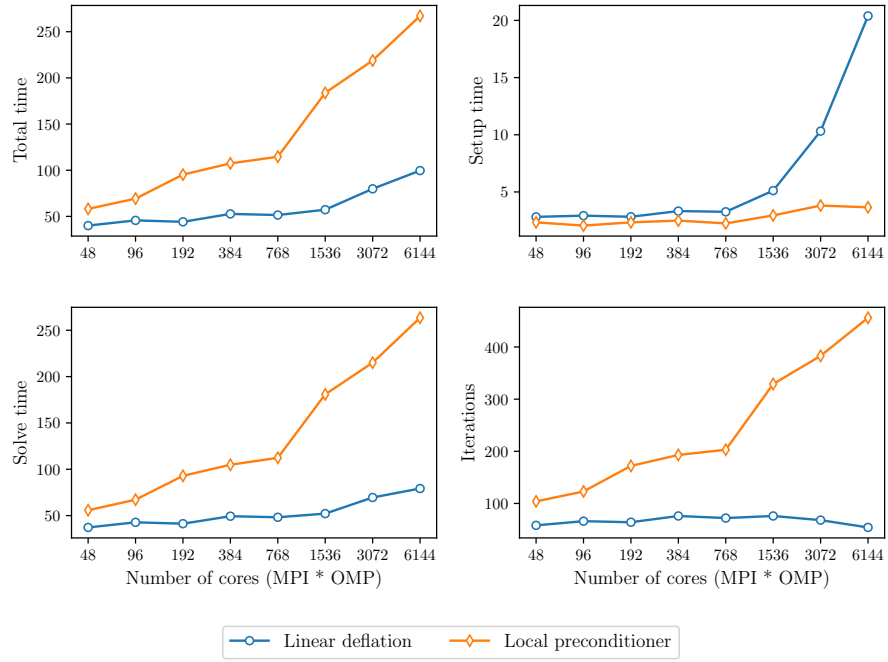 Total time
250
200
150
100
50
48 96 192 384 768 1536 3072 6144
Setup time
20
15
10
5
48 96 192 384 768 1536 3072 6144
Solve time
250
200
150
100
50
48 96 192 384 768 1536 3072 6144
Number of cores (MPI * OMP)
Iterations
400
300
200
100
48 96 192 384 768 1536 3072 6144
Number of cores (MPI * OMP)
Linear deflation Local preconditioner